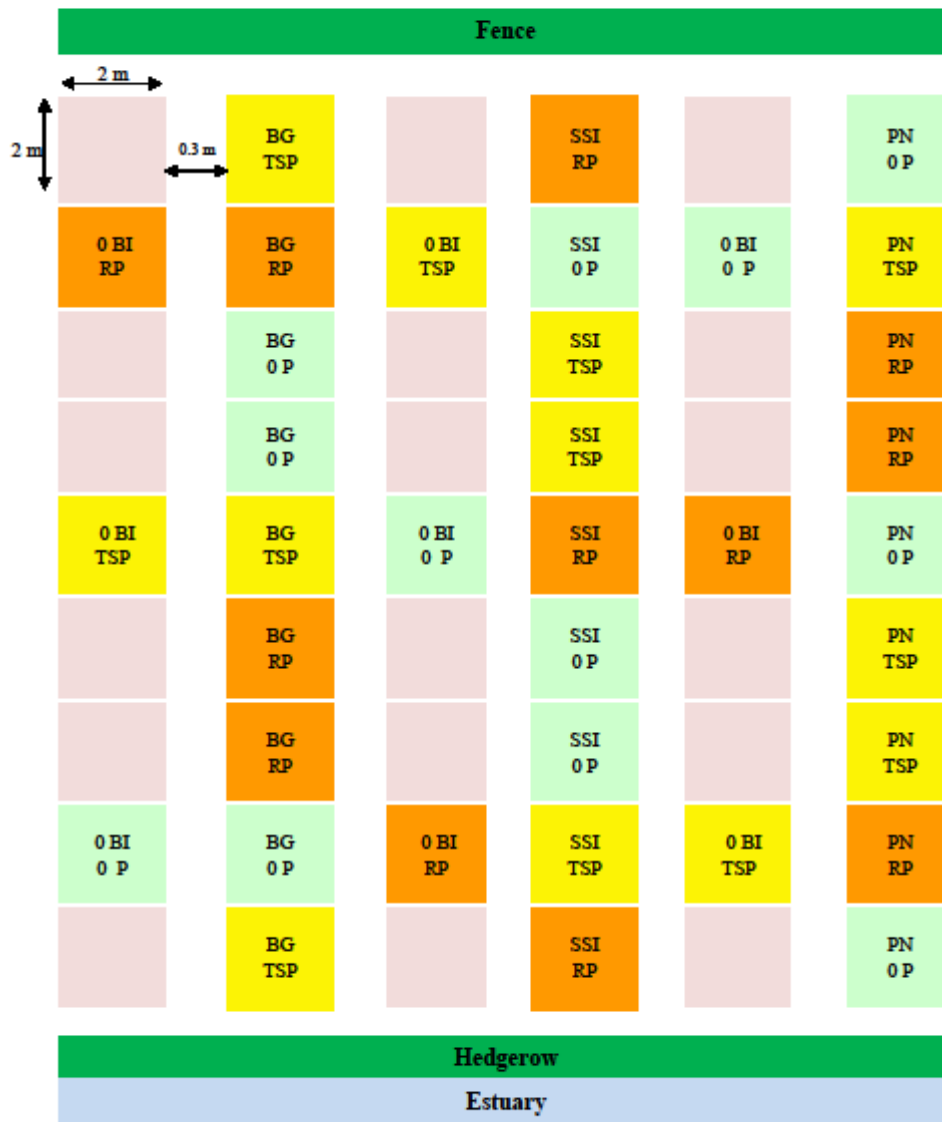 Fence
2 m
2 m
0.3 m
BG
TSP
SSI
RP
PN
0 P
0 BI
RP
BG
RP
0 BI
TSP
SSI
0 P
0 BI
0 P
PN
TSP
BG
0 P
SSI
TSP
PN
RP
BG
0 P
SSI
TSP
PN
RP
0 BI
TSP
BG
TSP
0 BI
0 P
SSI
RP
0 BI
RP
PN
0 P
BG
RP
SSI
0 P
PN
TSP
BG
RP
SSI
0 P
PN
TSP
0 BI
0 P
BG
0 P
0 BI
RP
SSI
TSP
0 BI
TSP
PN
RP
BG
TSP
SSI
RP
PN
0 P
Hedgerow
Estuary